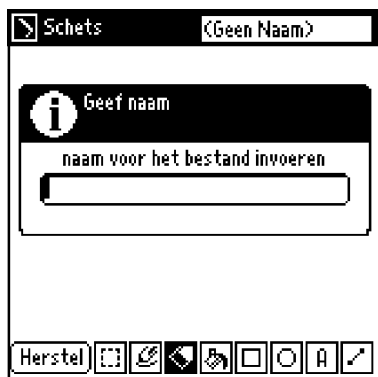 Schets
(Geen Naam)
Geef naam
naam voor het bestand invoeren
Herstel
A